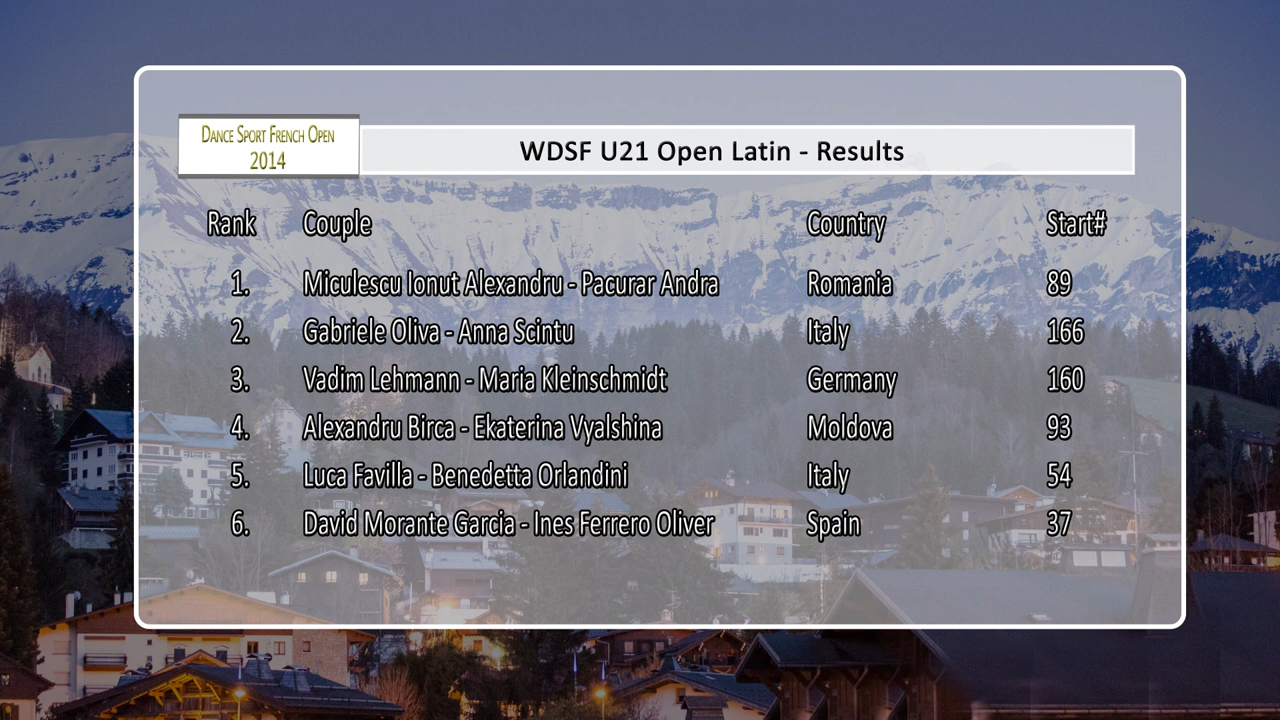 DANCE SPORT FRENCH OPEN
2014
WDSF U21 Open Latin - Results
Rank Couple Country Start#
1. Miculescu Ionut Alexandru - Pacurar Andra Romania 89
2. Gabriele Oliva - Anna Scintu Italy 166
3. Vadim Lehmann - Maria Kleinschmidt Germany 160
4. Alexandru Birca - Ekaterina Vyalshina Moldova 93
5. Luca Favilla - Benedetta Orlandini Italy 54
6. David Morante Garcia - Ines Ferrero Oliver Spain 37